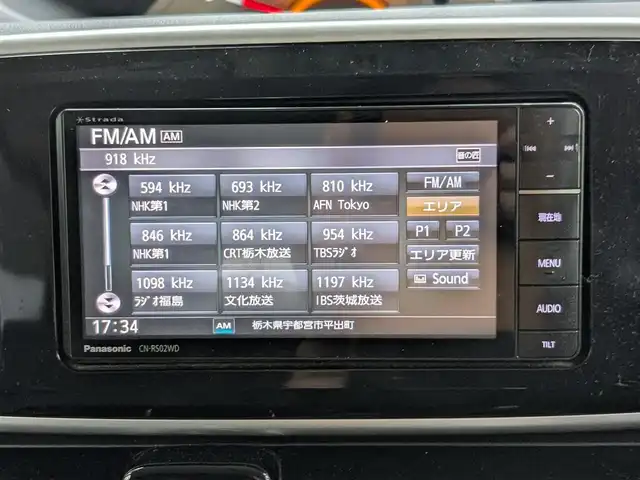 Strada
FM/AM AM
918 kHz 音の匠
594 kHz 693 kHz 810 kHz FM/AM
NHK第1 NHK第2 AFN Tokyo エリア
846 kHz 864 kHz 954 kHz P1 P2
NHK第1 CRT栃木放送 TBSラジオ エリア更新
1098 kHz 1134 kHz 1197 kHz Sound
ラジオ福島 文化放送 IBS茨城放送
17:34 AM 栃木県宇都宮市平出町
Panasonic CN-R502WD
+
−
現在地
MENU
AUDIO
TILT